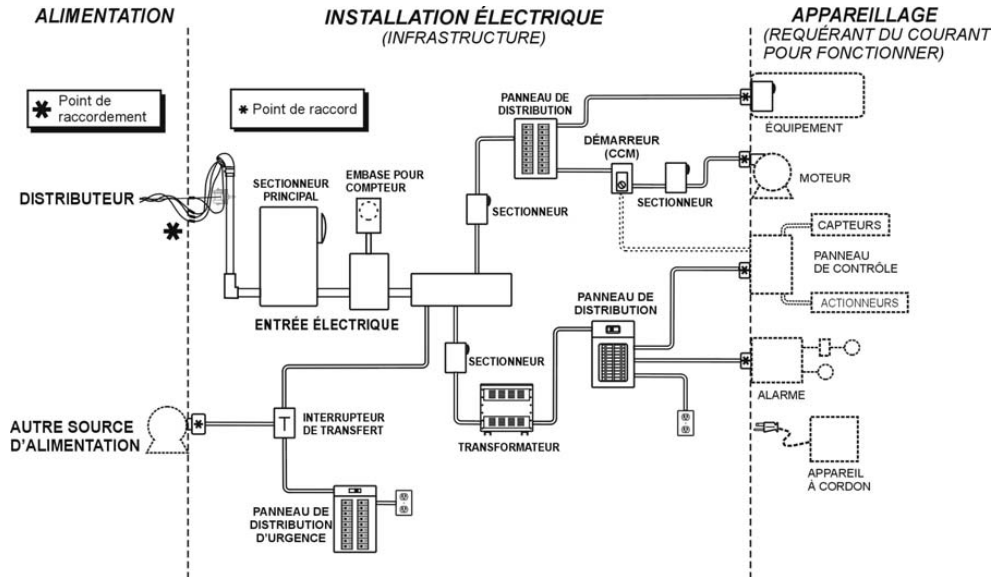 ALIMENTATION
INSTALLATION ÉLECTRIQUE
(INFRASTRUCTURE)
APPAREILLAGE
(REQUÉRANT DU COURANT
POUR FONCTIONNER)
* Point de
raccordement
* Point de raccord
PANNEAU DE
DISTRIBUTION
ÉQUIPEMENT
DÉMARREUR
(CCM)
SECTIONNEUR
MOTEUR
DISTRIBUTEUR
*
SECTIONNEUR
PRINCIPAL
EMBASE POUR
COMPTEUR
SECTIONNEUR
CAPTEURS
PANNEAU
DE CONTRÔLE
ACTIONNEURS
ENTRÉE ÉLECTRIQUE
PANNEAU DE
DISTRIBUTION
SECTIONNEUR
TRANSFORMATEUR
ALARME
AUTRE SOURCE
D'ALIMENTATION
*
T
INTERRUPTEUR
DE TRANSFERT
APPAREIL
À CORDON
PANNEAU DE
DISTRIBUTION
D'URGENCE